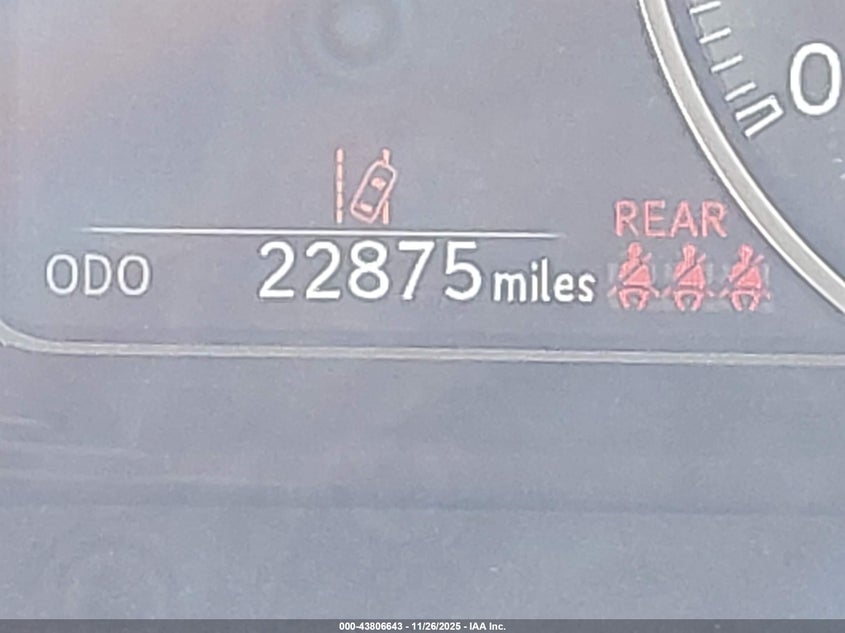 0
REAR
ODO 22875 miles
000-43806643 - 11/26/2025 - IAA Inc.